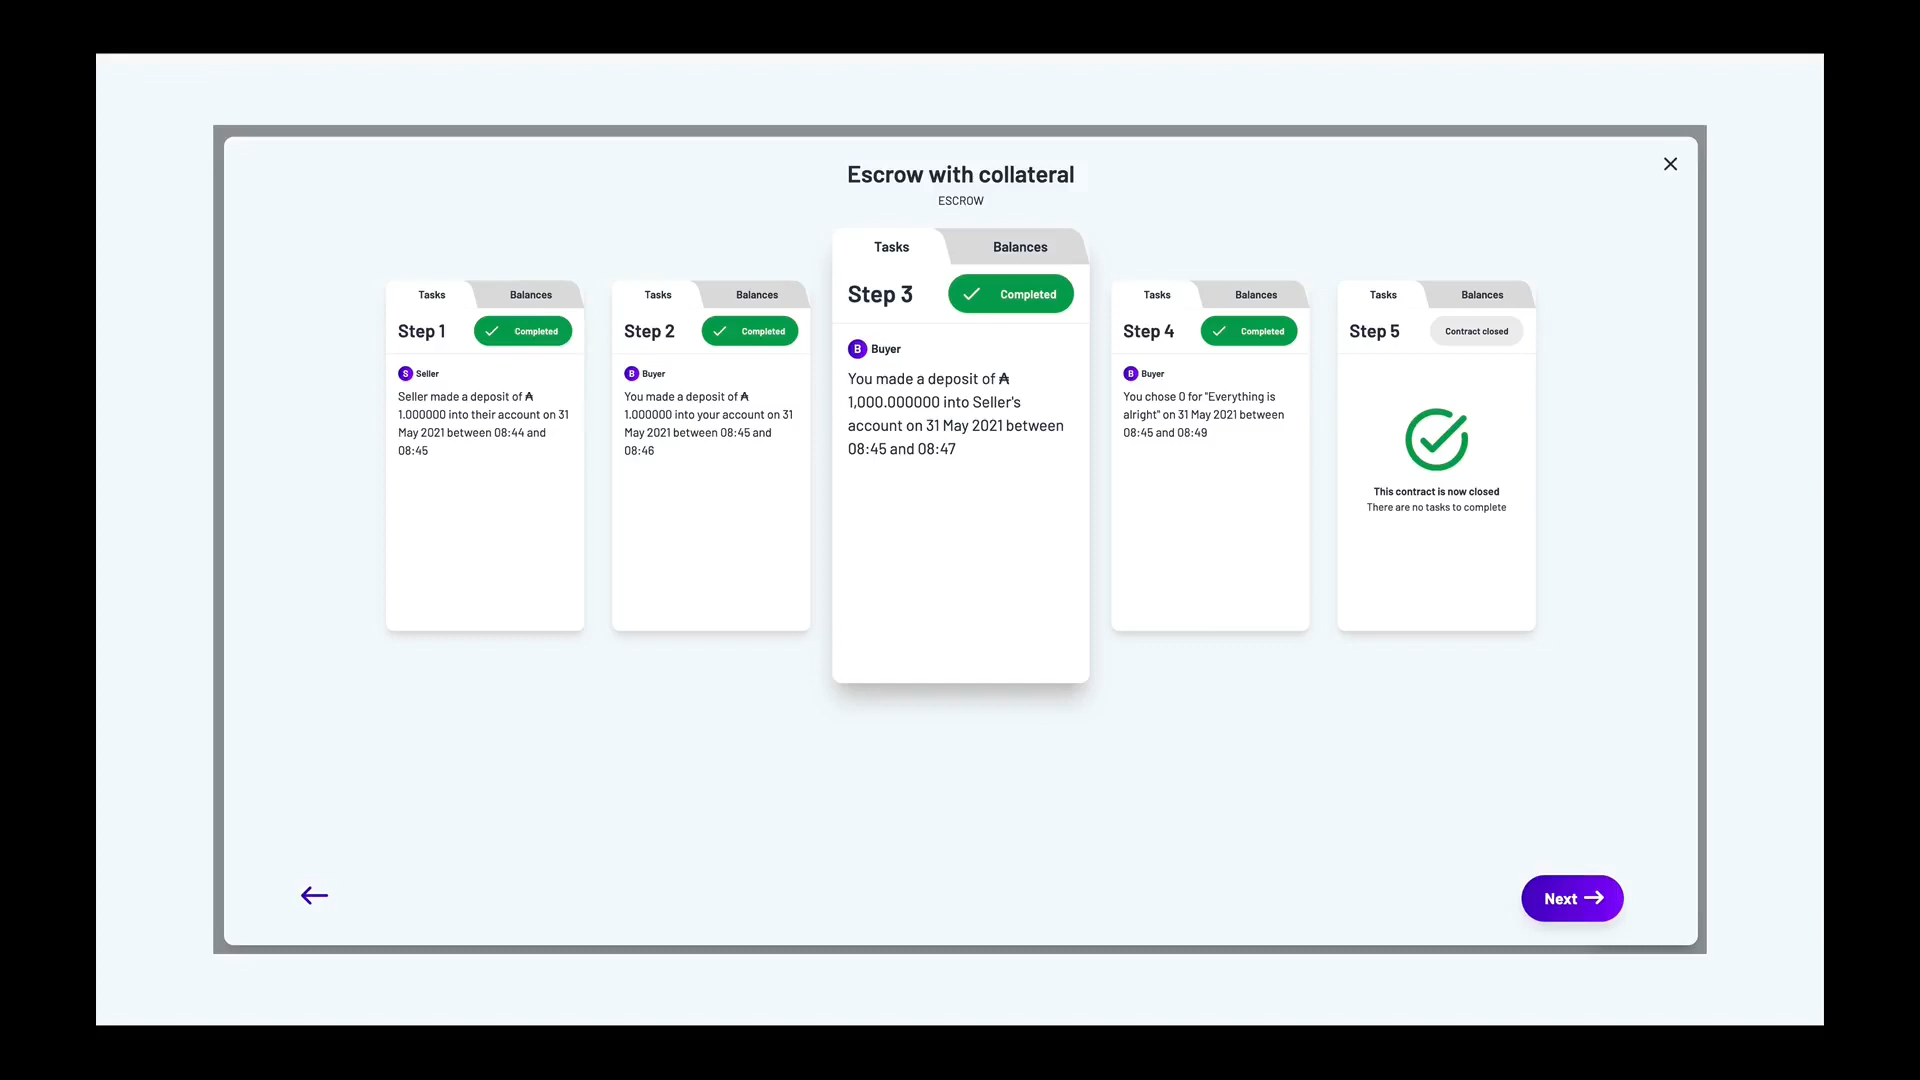 Escrow with collateral
ESCROW
Tasks
Balances
Step 1
Completed
S Seller
Seller made a deposit of ₳
1.000000 into their account on 31
May 2021 between 08:44 and
08:45
Tasks
Balances
Step 2
Completed
B Buyer
You made a deposit of ₳
1.000000 into your account on 31
May 2021 between 08:45 and
08:46
Tasks
Balances
Step 3
Completed
B Buyer
You made a deposit of ₳
1,000.000000 into Seller's
account on 31 May 2021 between
08:45 and 08:47
Tasks
Balances
Step 4
Completed
B Buyer
You chose 0 for "Everything is
alright" on 31 May 2021 between
08:45 and 08:49
Tasks
Balances
Step 5
Contract closed
This contract is now closed
There are no tasks to complete
Next